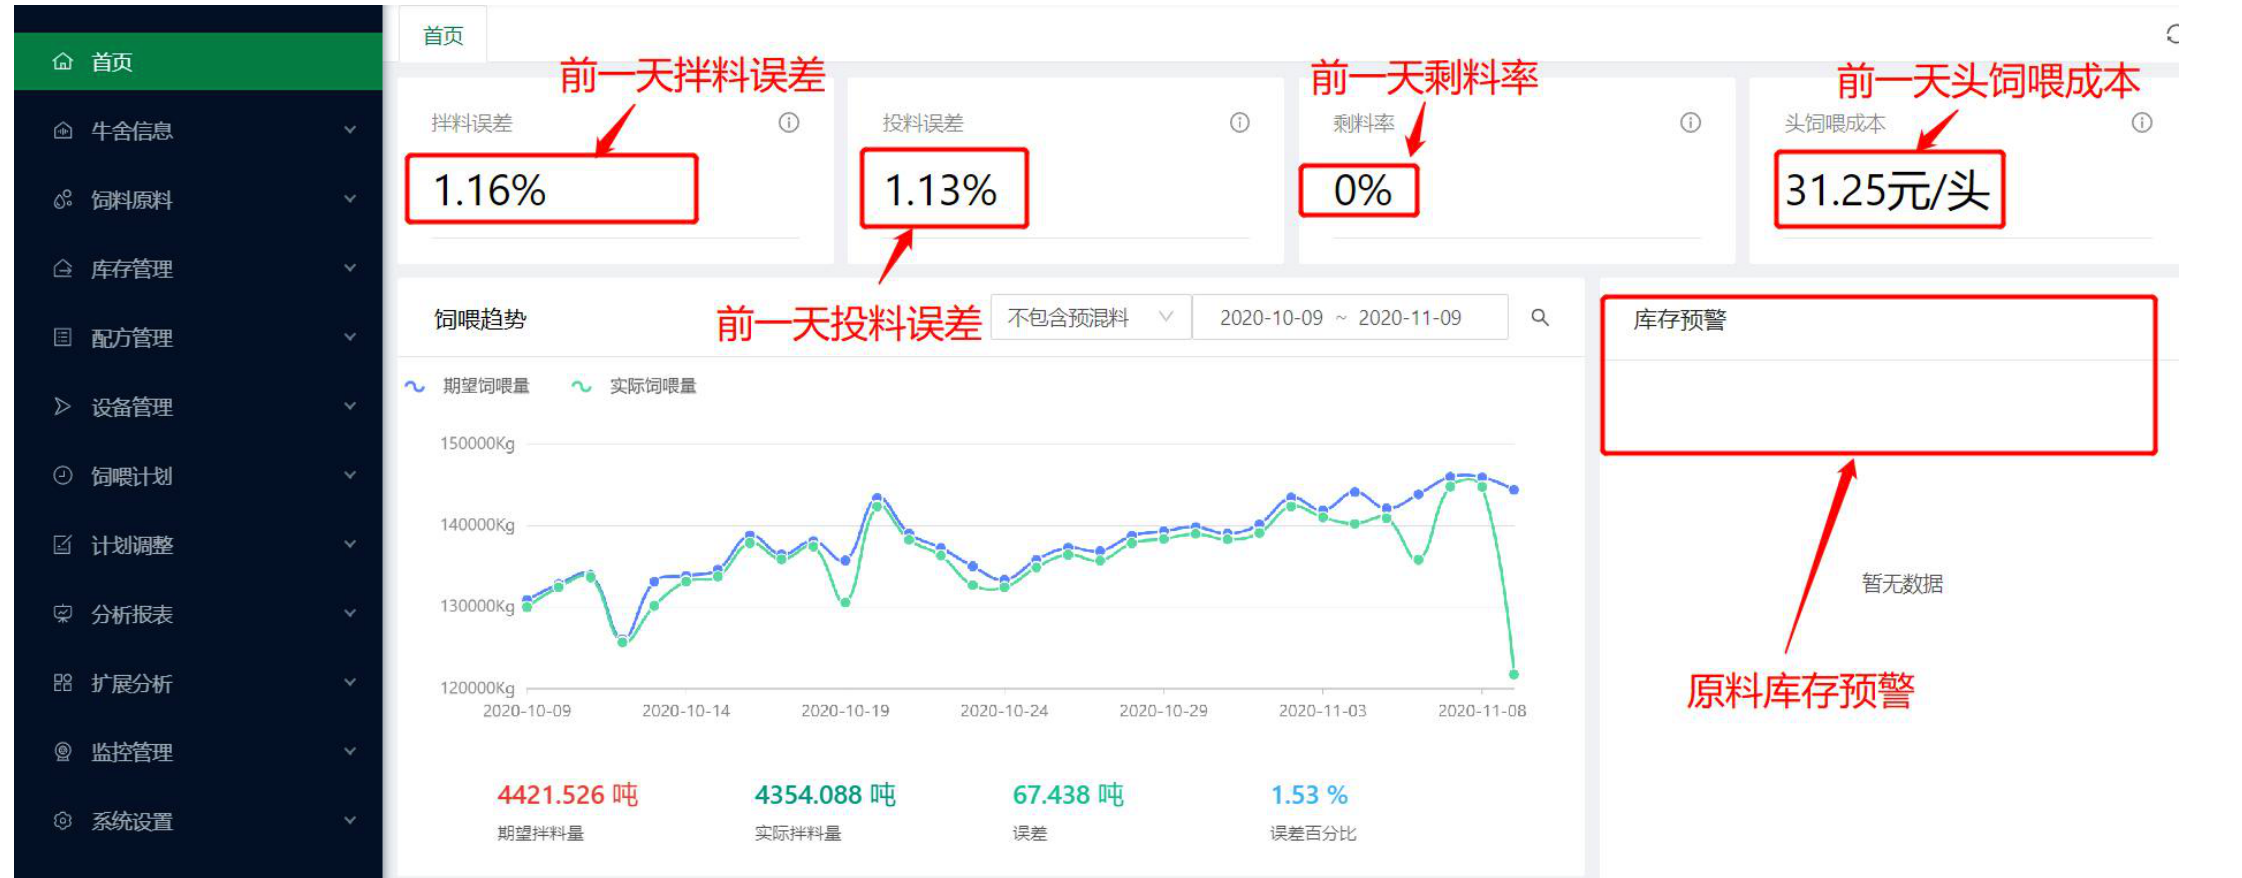 首页
牛舍信息
饲料原料
库存管理
配方管理
设备管理
饲喂计划
计划调整
分析报表
扩展分析
监控管理
系统设置
首页
前一天拌料误差
前一天剩料率
前一天头饲喂成本
拌料误差
投料误差
剩料率
头饲喂成本
1.16%
1.13%
0%
31.25元/头
饲喂趋势
前一天投料误差
不包含预混料
2020-10-09 ~ 2020-11-09
库存预警
期望饲喂量
实际饲喂量
150000Kg
140000Kg
130000Kg
120000Kg
2020-10-09
2020-10-14
2020-10-19
2020-10-24
2020-10-29
2020-11-03
2020-11-08
暂无数据
原料库存预警
4421.526 吨
4354.088 吨
67.438 吨
1.53 %
期望拌料量
实际拌料量
误差
误差百分比